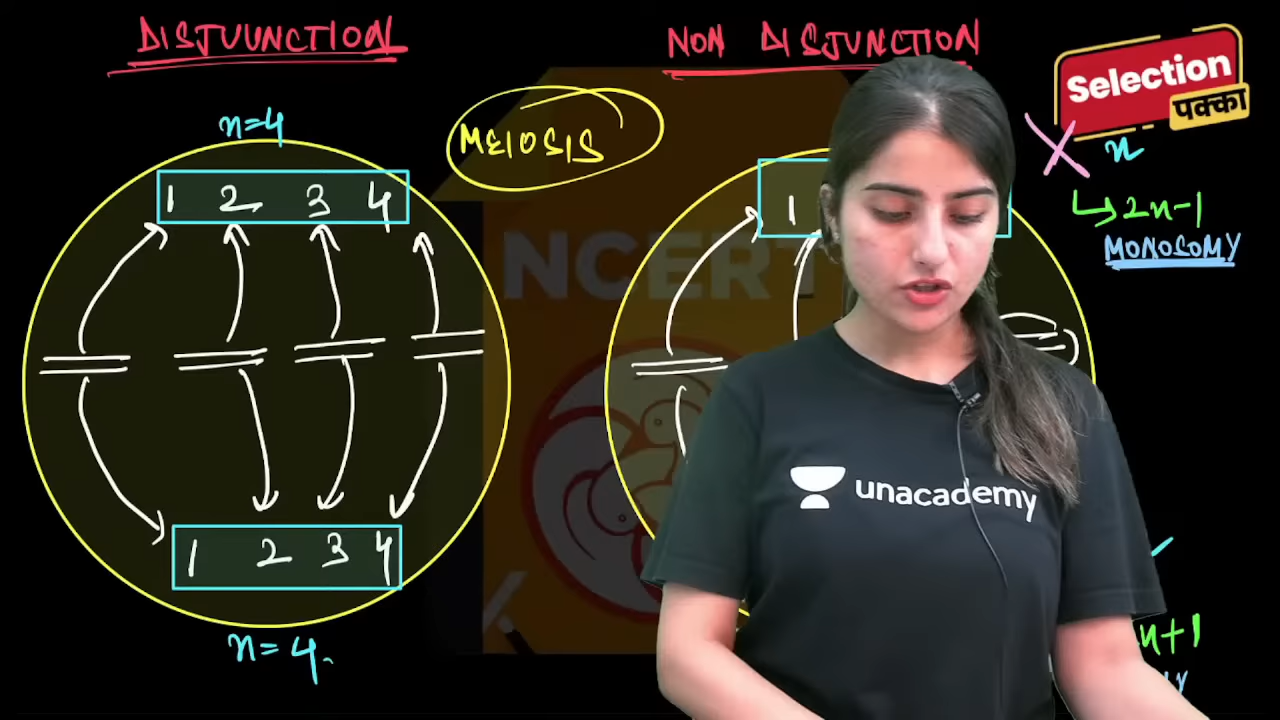 DISJUUNCTION
NON DISJUNCTION
Selection
पक्का
n=4
MEIOSIS
n
1 2 3 4
1
↳2n-1
MONOSOMY
NCERT
unacademy
1 2 3 4
n+1
n=4